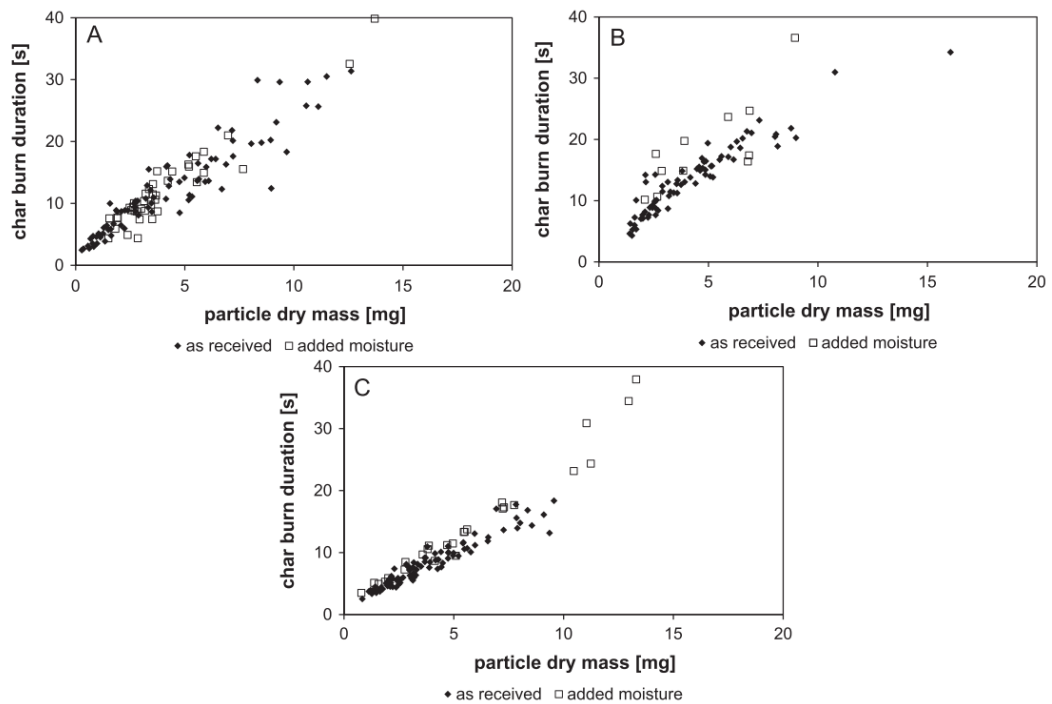 A
char burn duration [s]
40
30
20
10
0
0 5 10 15 20
particle dry mass [mg]
♦ as received □ added moisture
B
char burn duration [s]
40
30
20
10
0
0 5 10 15 20
particle dry mass [mg]
♦ as received □ added moisture
C
char burn duration [s]
40
30
20
10
0
0 5 10 15 20
particle dry mass [mg]
♦ as received □ added moisture